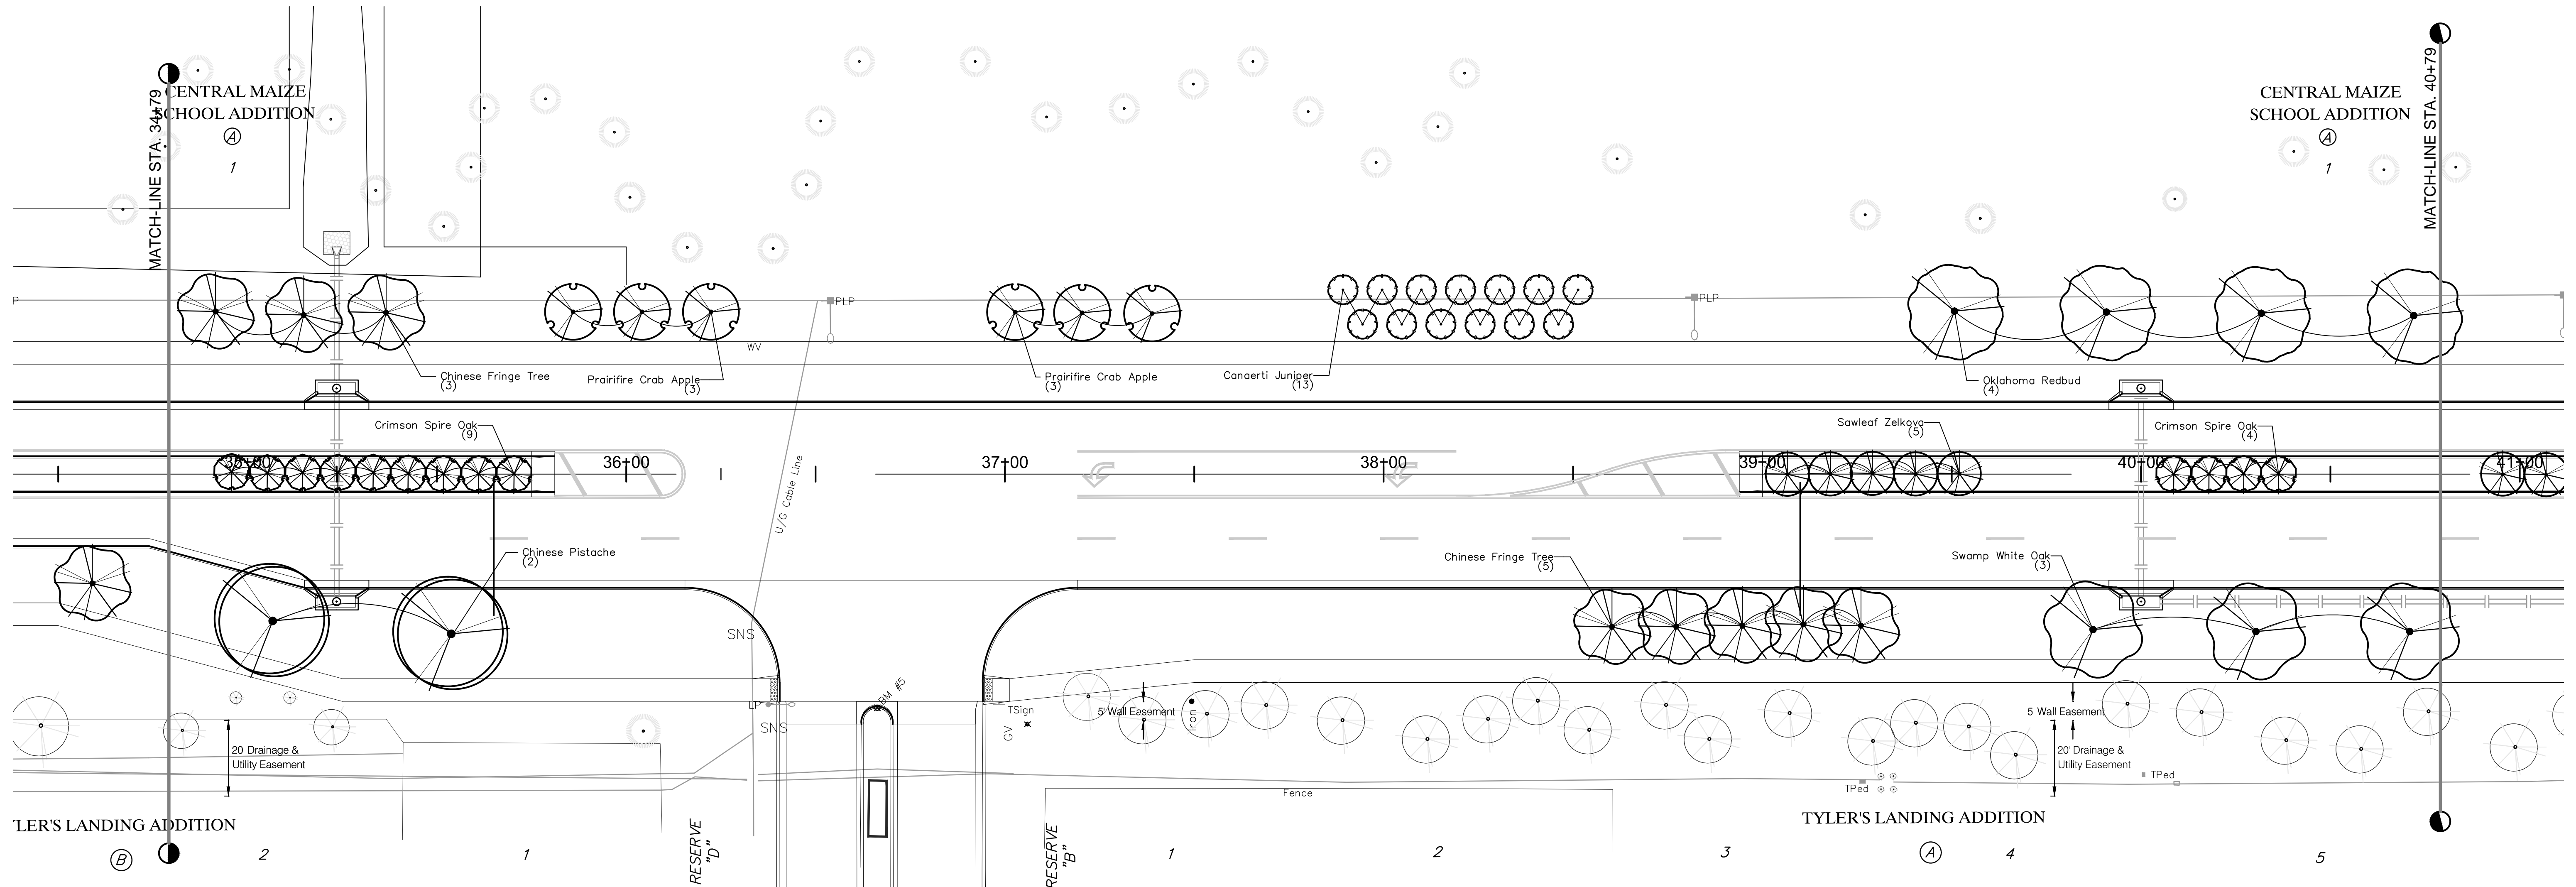 MATCH-LINE STA. 34+79
CENTRAL MAIZE
SCHOOL ADDITION
A
1
CENTRAL MAIZE
SCHOOL ADDITION
A
1
MATCH-LINE STA. 40+79
P
PLP
PLP
WV
Chinese Fringe Tree
(3)
Prairifire Crab Apple
(3)
Prairifire Crab Apple
(3)
Canaerti Juniper
(13)
Oklahoma Redbud
(4)
Crimson Spire Oak
(9)
Sawleaf Zelkova
(5)
Crimson Spire Oak
(4)
35+00
36+00
37+00
38+00
39+00
40+00
41+00
U/G Cable Line
Chinese Pistache
(2)
Chinese Fringe Tree
(5)
Swamp White Oak
(3)
SNS
SNS
LP
BM #5
TSign
GV
5' Wall Easement
Iron
5' Wall Easement
20' Drainage &
Utility Easement
20' Drainage &
Utility Easement
TPed
TPed
Fence
LER'S LANDING ADDITION
TYLER'S LANDING ADDITION
B
2
1
RESERVE
"D"
RESERVE
"B"
1
2
3
A
4
5